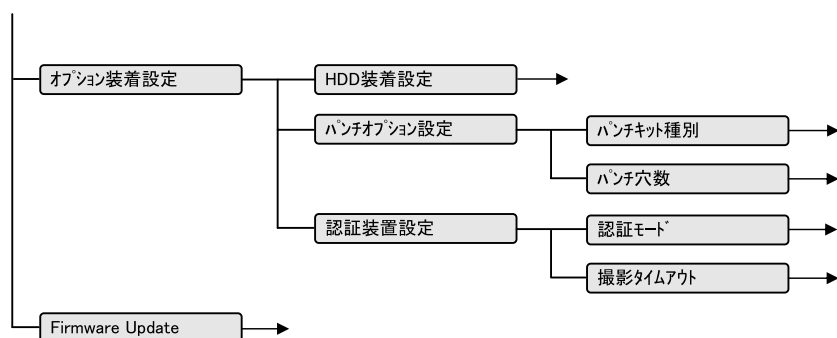 ｵﾌﾟｼｮﾝ装着設定
HDD装着設定
ﾊﾟﾝﾁｵﾌﾟｼｮﾝ設定
ﾊﾟﾝﾁｷｯﾄ種別
ﾊﾟﾝﾁ穴数
認証装置設定
認証ﾓｰﾄﾞ
撮影ﾀｲﾑｱｳﾄ
Firmware Update